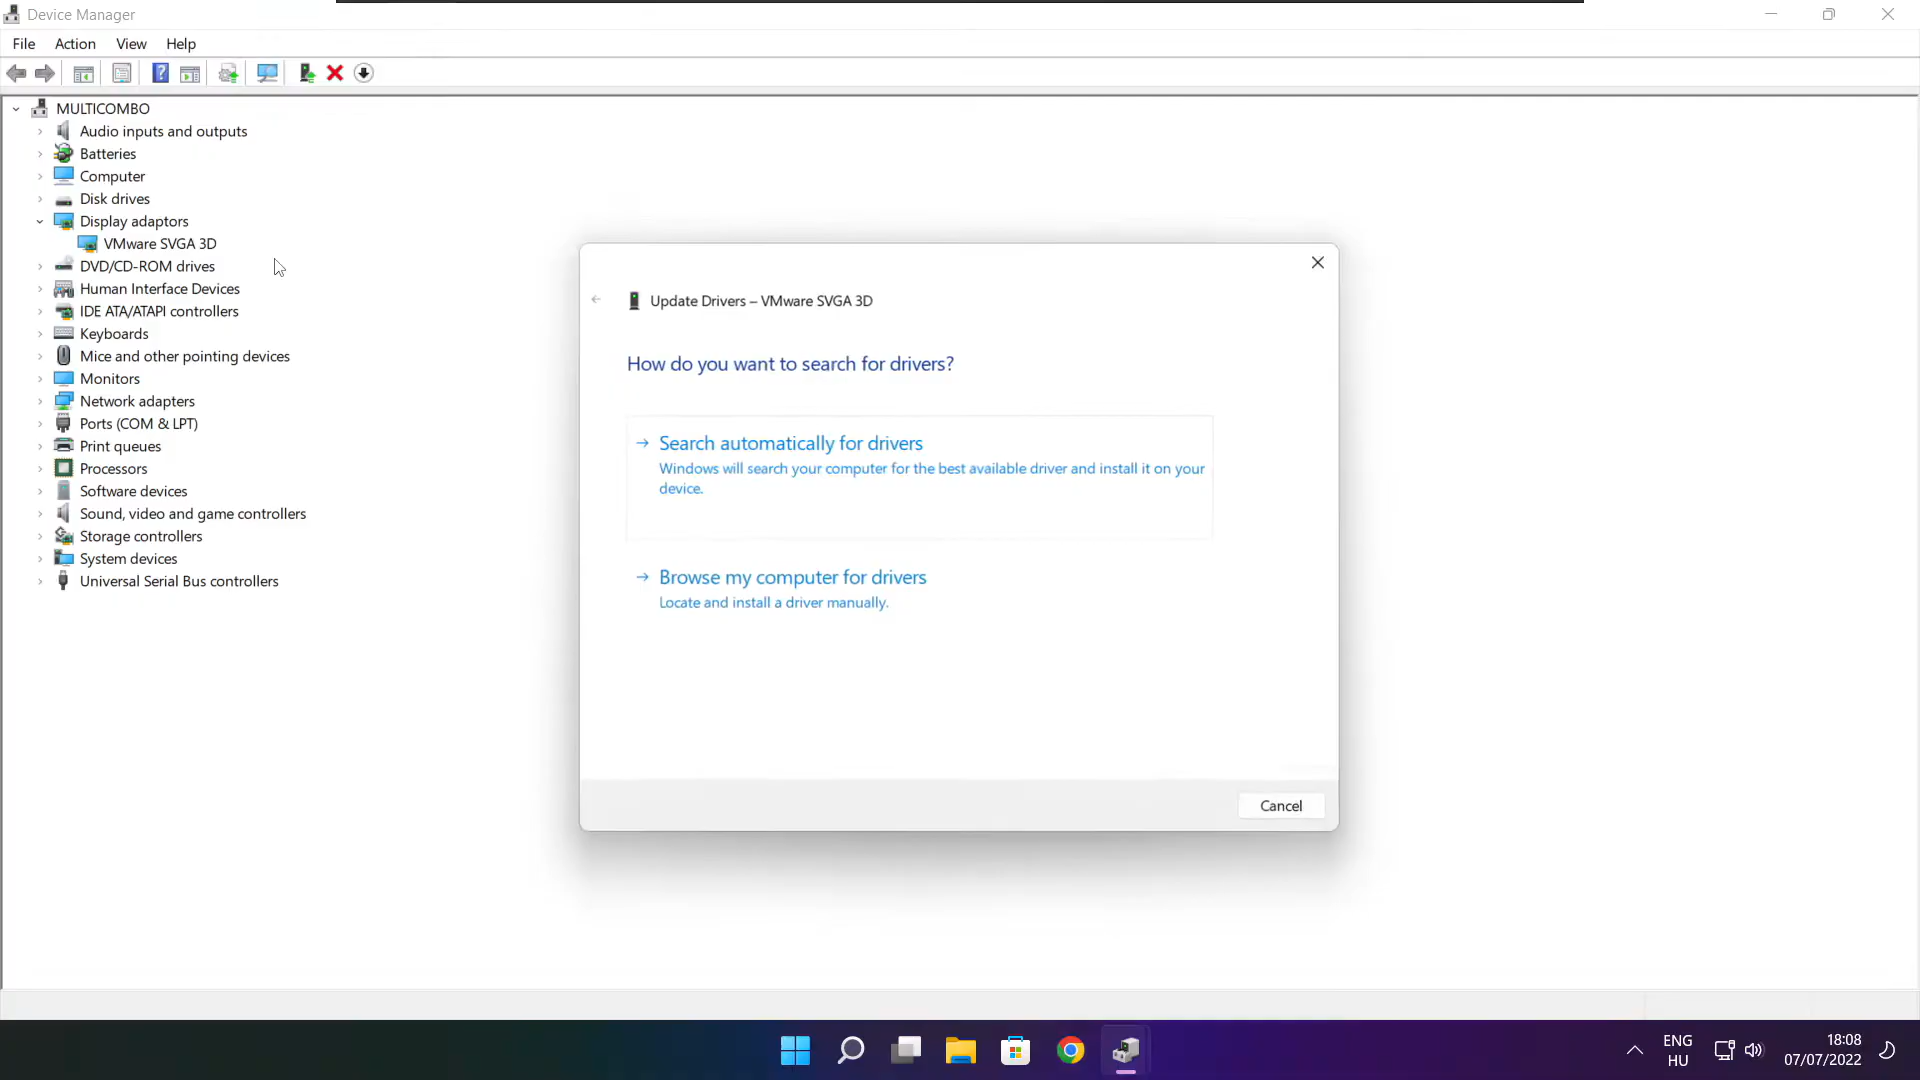 Device Manager
File Action View Help
MULTICOMBO
Audio inputs and outputs
Batteries
Computer
Disk drives
Display adaptors
VMware SVGA 3D
DVD/CD-ROM drives
Human Interface Devices
IDE ATA/ATAPI controllers
Keyboards
Mice and other pointing devices
Monitors
Network adapters
Ports (COM & LPT)
Print queues
Processors
Software devices
Sound, video and game controllers
Storage controllers
System devices
Universal Serial Bus controllers
Update Drivers – VMware SVGA 3D
How do you want to search for drivers?
Search automatically for drivers
Windows will search your computer for the best available driver and install it on your
device.
Browse my computer for drivers
Locate and install a driver manually.
Cancel
ENG
HU
18:08
07/07/2022